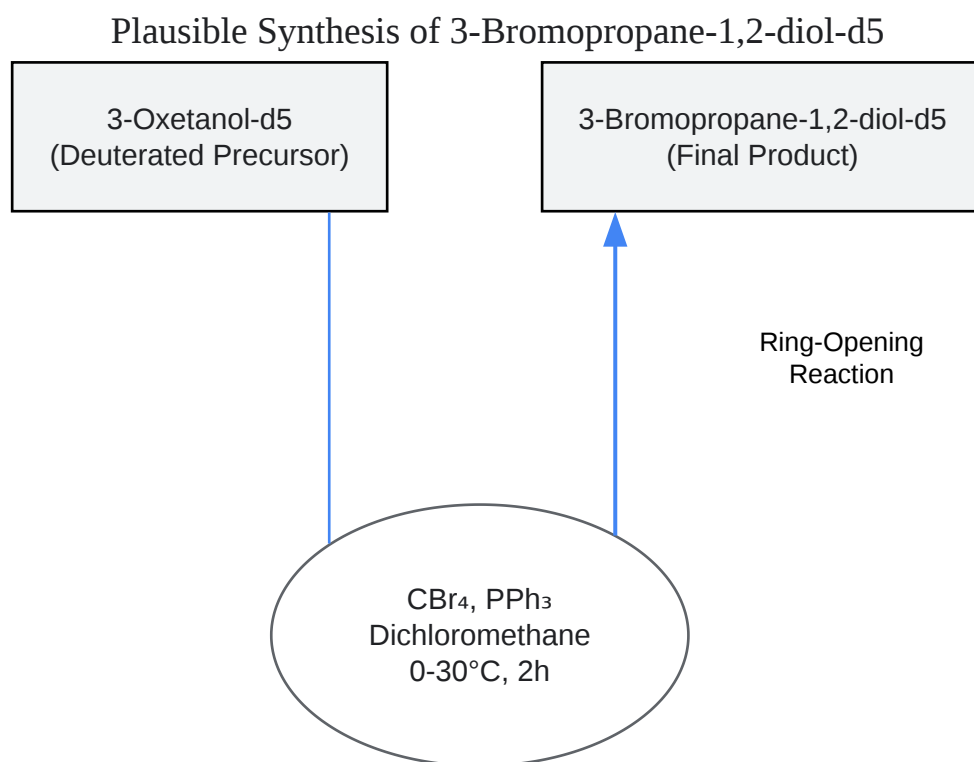 Plausible Synthesis of 3-Bromopropane-1,2-diol-d5
3-Oxetanol-d5
(Deuterated Precursor)
3-Bromopropane-1,2-diol-d5
(Final Product)
Ring-Opening
Reaction
CBr₄, PPh₃
Dichloromethane
0-30°C, 2h